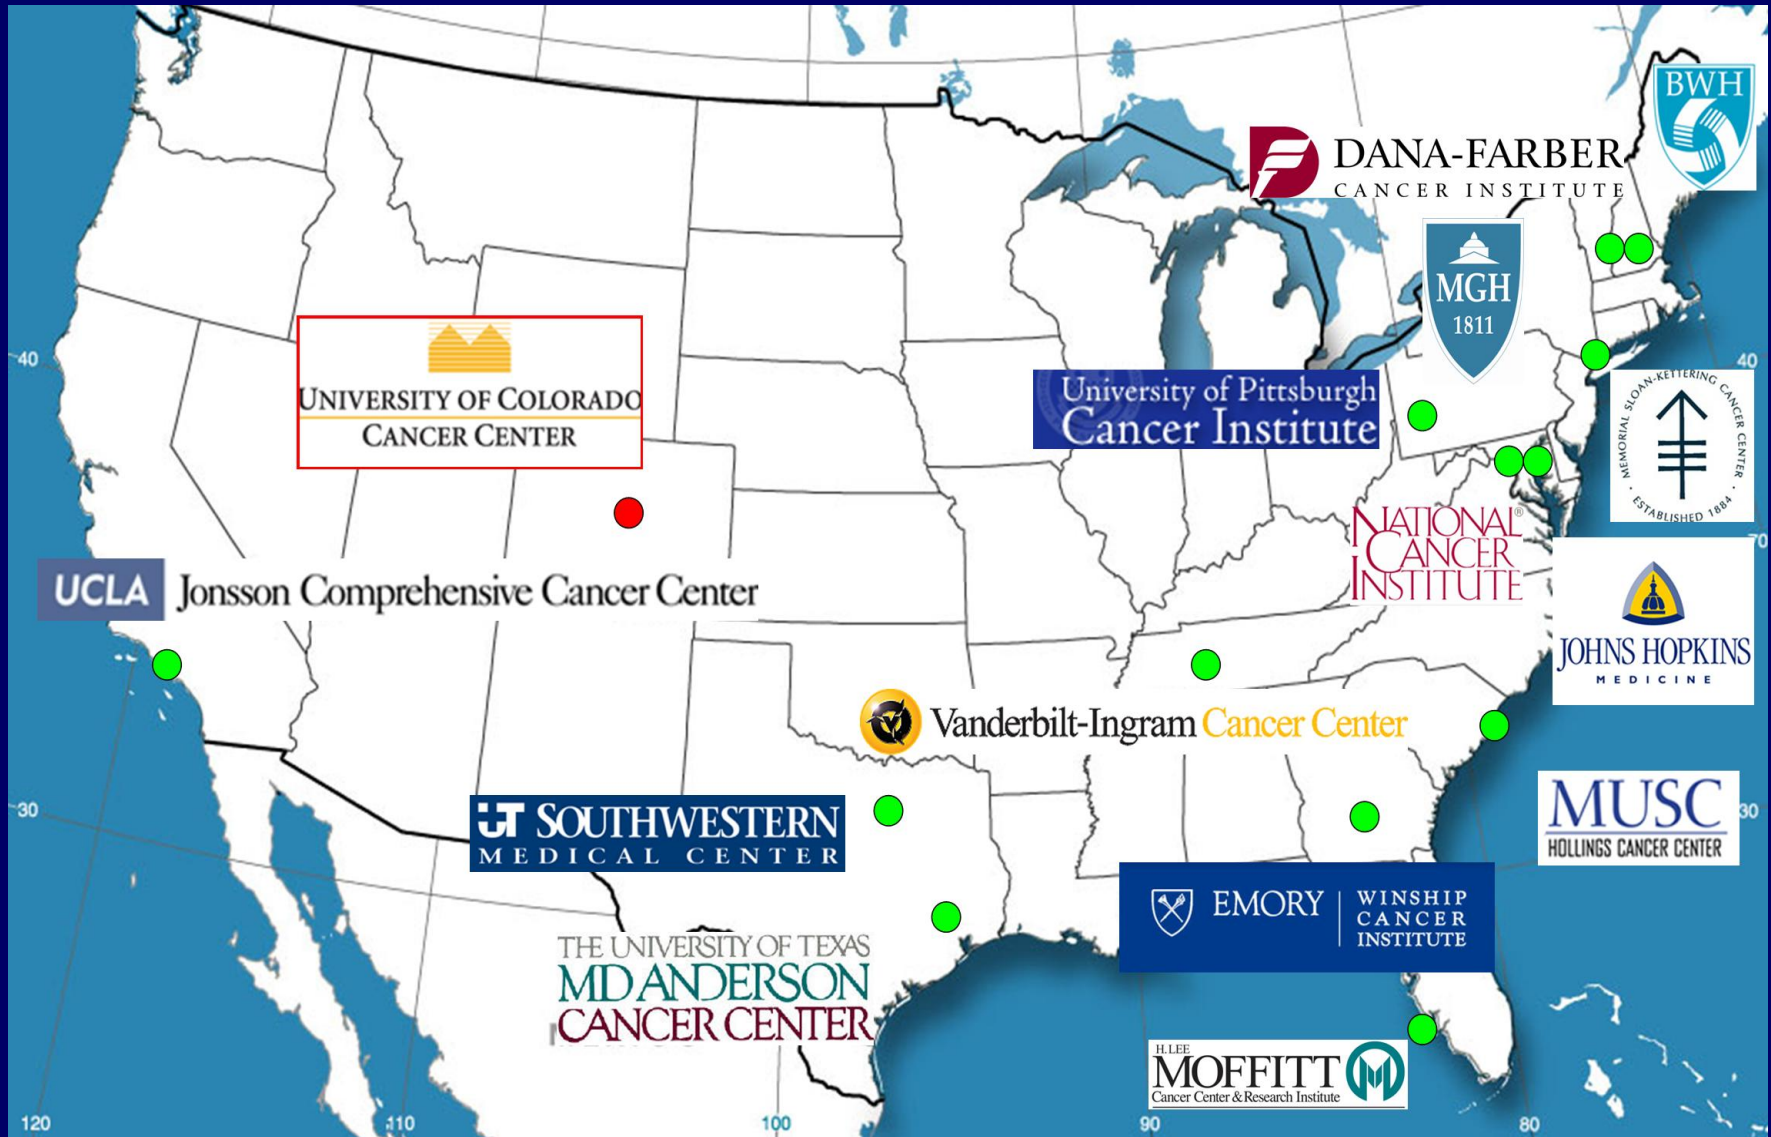 BWH
DANA-FARBER
CANCER INSTITUTE
MGH
1811
UNIVERSITY OF COLORADO
CANCER CENTER
40
40
University of Pittsburgh
Cancer Institute
MEMORIAL SLOAN-KETTERING CANCER CENTER
· ESTABLISHED 1884 ·
NATIONAL®
CANCER
INSTITUTE
70
UCLA Jonsson Comprehensive Cancer Center
JOHNS HOPKINS
MEDICINE
Vanderbilt-Ingram Cancer Center
30
UT SOUTHWESTERN
MEDICAL CENTER
MUSC
HOLLINGS CANCER CENTER
30
EMORY
WINSHIP
CANCER
INSTITUTE
THE UNIVERSITY OF TEXAS
MD ANDERSON
CANCER CENTER
H. LEE
MOFFITT
Cancer Center & Research Institute
120
110
100
90
80